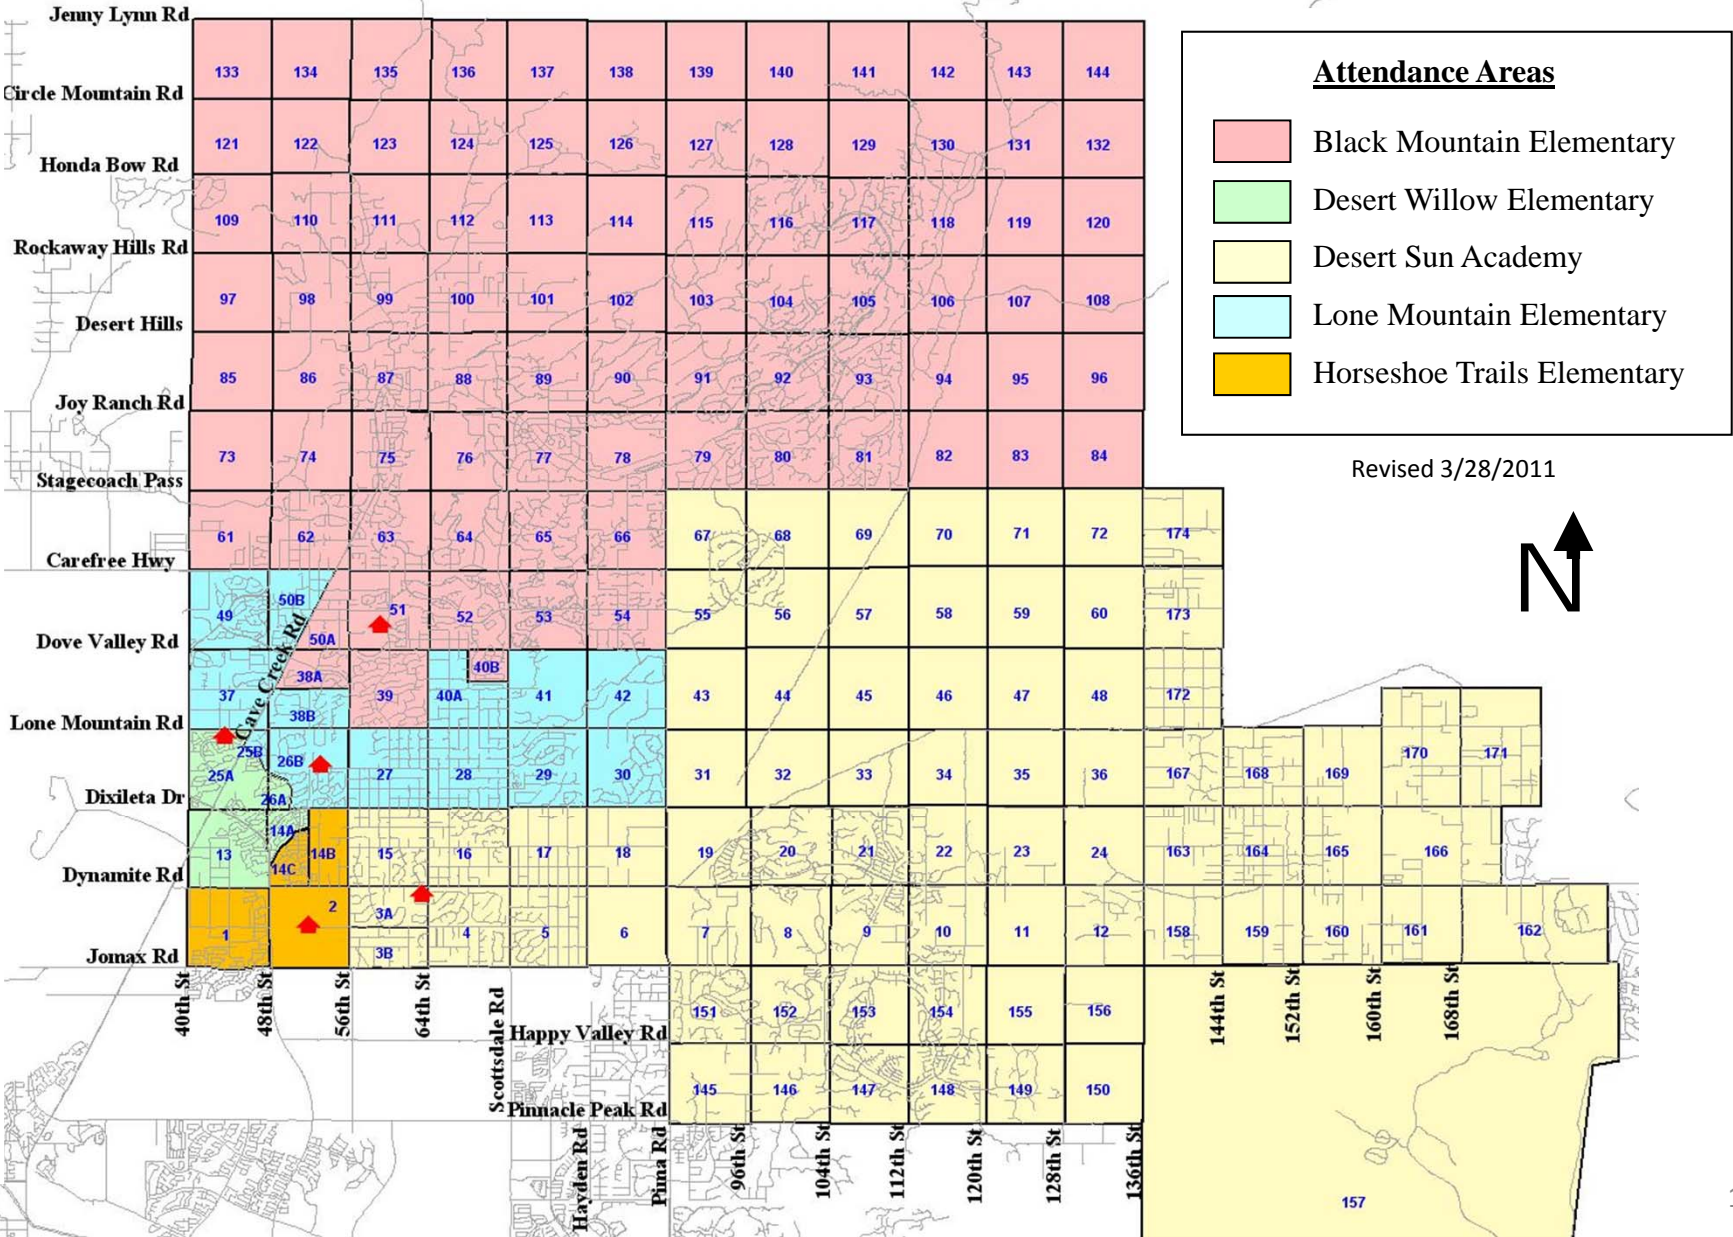 Jenny Lynn Rd
133 134 135 136 137 138 139 140 141 142 143 144
Circle Mountain Rd
121 122 123 124 125 126 127 128 129 130 131 132
Honda Bow Rd
109 110 111 112 113 114 115 116 117 118 119 120
Rockaway Hills Rd
97 98 99 100 101 102 103 104 105 106 107 108
Desert Hills
85 86 87 88 89 90 91 92 93 94 95 96
Joy Ranch Rd
73 74 75 76 77 78 79 80 81 82 83 84
Stagecoach Pass
61 62 63 64 65 66 67 68 69 70 71 72 174
Carefree Hwy
49 50B 50A 51 52 53 54 55 56 57 58 59 60 173
Dove Valley Rd
Cave Creek Rd
37 38A 38B 39 40A 40B 41 42 43 44 45 46 47 48 172
Lone Mountain Rd
25A 25B 26B 26A 27 28 29 30 31 32 33 34 35 36 167 168 169 170 171
Dixileta Dr
13 14A 14C 14B 15 16 17 18 19 20 21 22 23 24 163 164 165 166
Dynamite Rd
1 2 3A 3B 4 5 6 7 8 9 10 11 12 158 159 160 161 162
Jomax Rd
40th St
48th St
56th St
64th St
Scottsdale Rd
144th St
152th St
160th St
168th St
151 152 153 154 155 156
Happy Valley Rd
145 146 147 148 149 150
Pinnacle Peak Rd
Hayden Rd
Pima Rd
96th St
104th St
112th St
120th St
128th St
136th St
157
Attendance Areas
Black Mountain Elementary
Desert Willow Elementary
Desert Sun Academy
Lone Mountain Elementary
Horseshoe Trails Elementary
Revised 3/28/2011
N